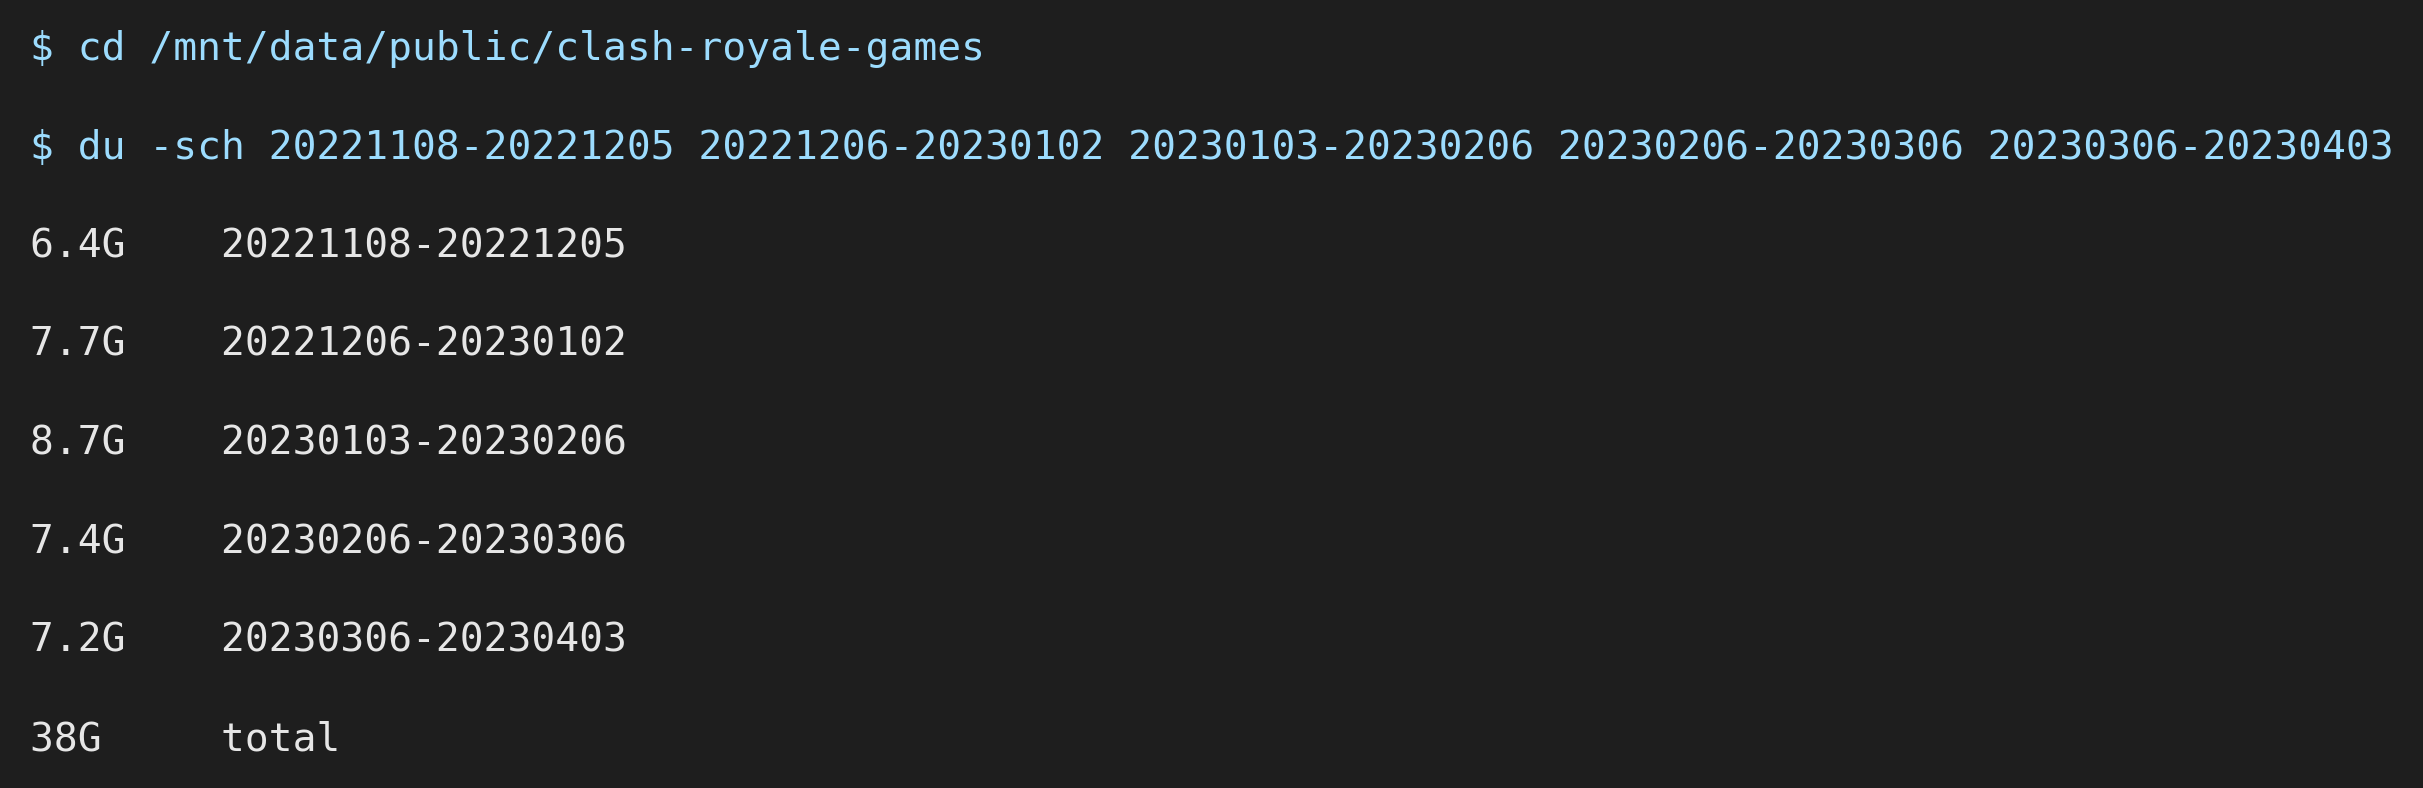 $ cd /mnt/data/public/clash-royale-games
$ du -sch 20221108-20221205 20221206-20230102 20230103-20230206 20230206-20230306 20230306-20230403
6.4G    20221108-20221205
7.7G    20221206-20230102
8.7G    20230103-20230206
7.4G    20230206-20230306
7.2G    20230306-20230403
38G     total